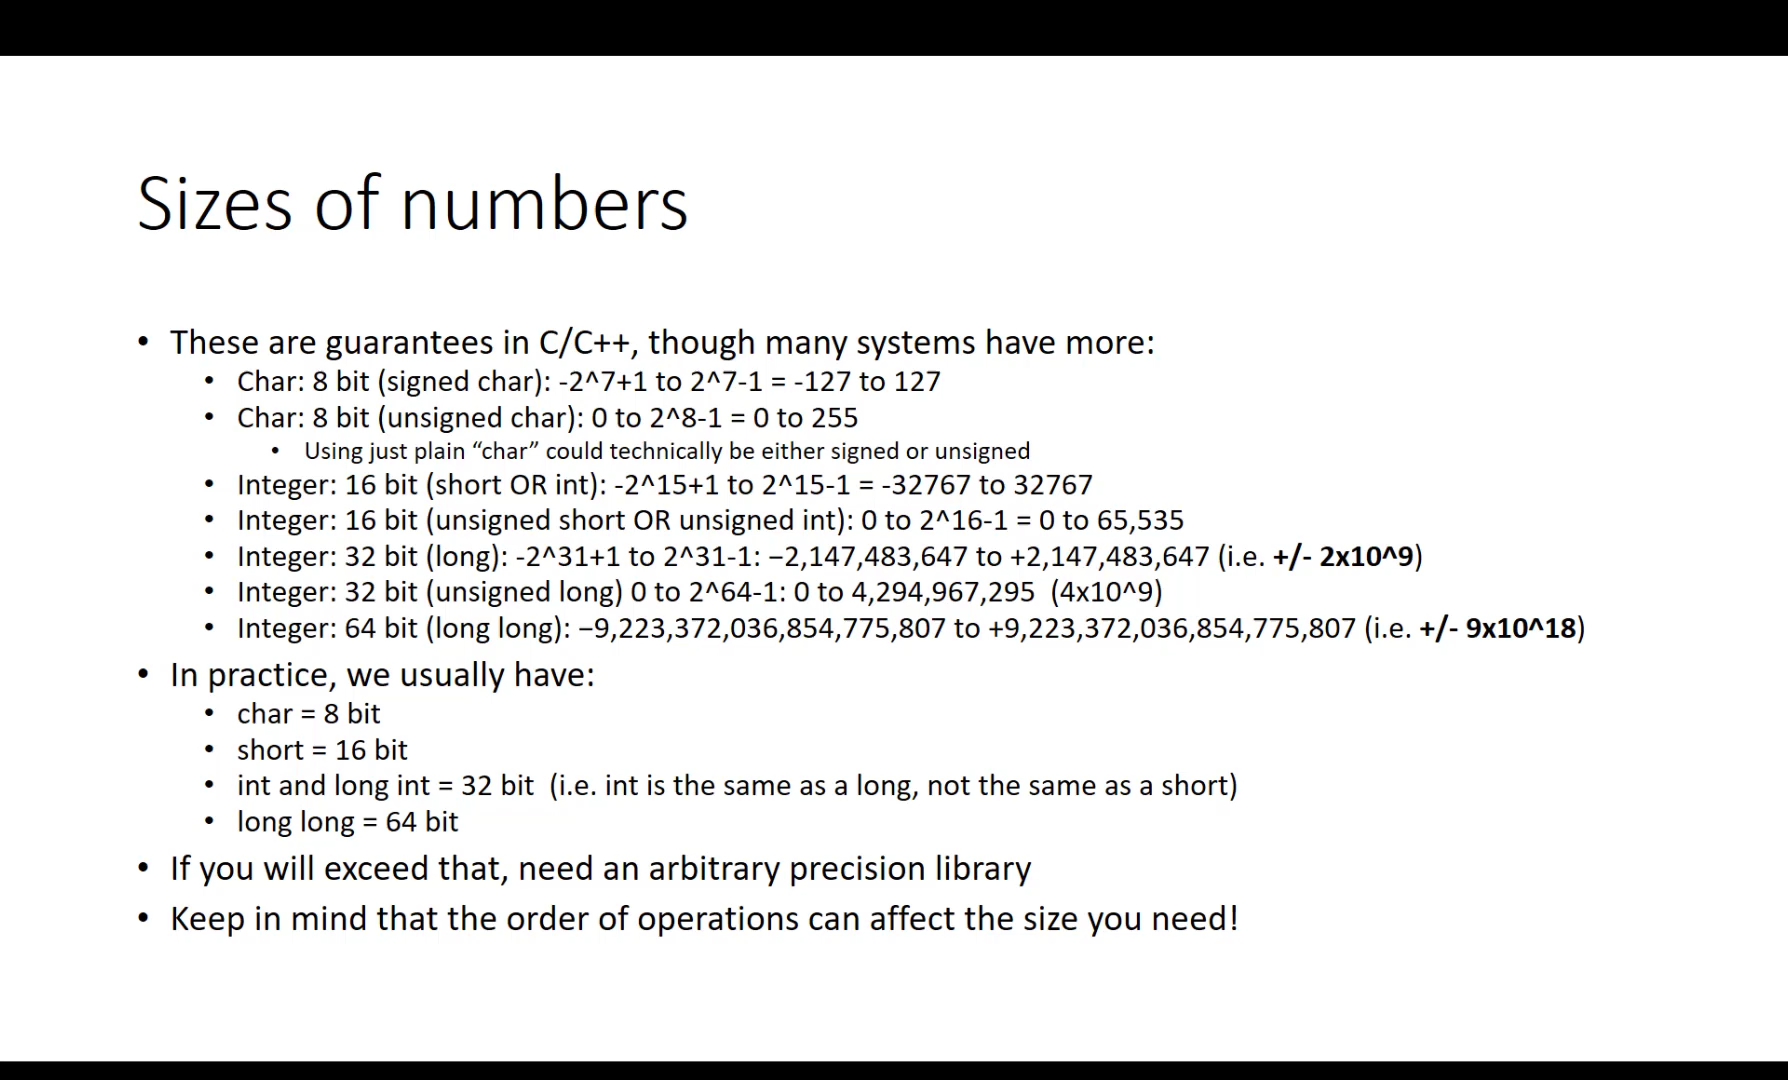 Sizes of numbers
• These are guarantees in C/C++, though many systems have more:
• Char: 8 bit (signed char): -2^7+1 to 2^7-1 = -127 to 127
• Char: 8 bit (unsigned char): 0 to 2^8-1 = 0 to 255
• Using just plain “char” could technically be either signed or unsigned
• Integer: 16 bit (short OR int): -2^15+1 to 2^15-1 = -32767 to 32767
• Integer: 16 bit (unsigned short OR unsigned int): 0 to 2^16-1 = 0 to 65,535
• Integer: 32 bit (long): -2^31+1 to 2^31-1: −2,147,483,647 to +2,147,483,647 (i.e. +/- 2x10^9)
• Integer: 32 bit (unsigned long) 0 to 2^64-1: 0 to 4,294,967,295  (4x10^9)
• Integer: 64 bit (long long): −9,223,372,036,854,775,807 to +9,223,372,036,854,775,807 (i.e. +/- 9x10^18)
• In practice, we usually have:
• char = 8 bit
• short = 16 bit
• int and long int = 32 bit  (i.e. int is the same as a long, not the same as a short)
• long long = 64 bit
• If you will exceed that, need an arbitrary precision library
• Keep in mind that the order of operations can affect the size you need!